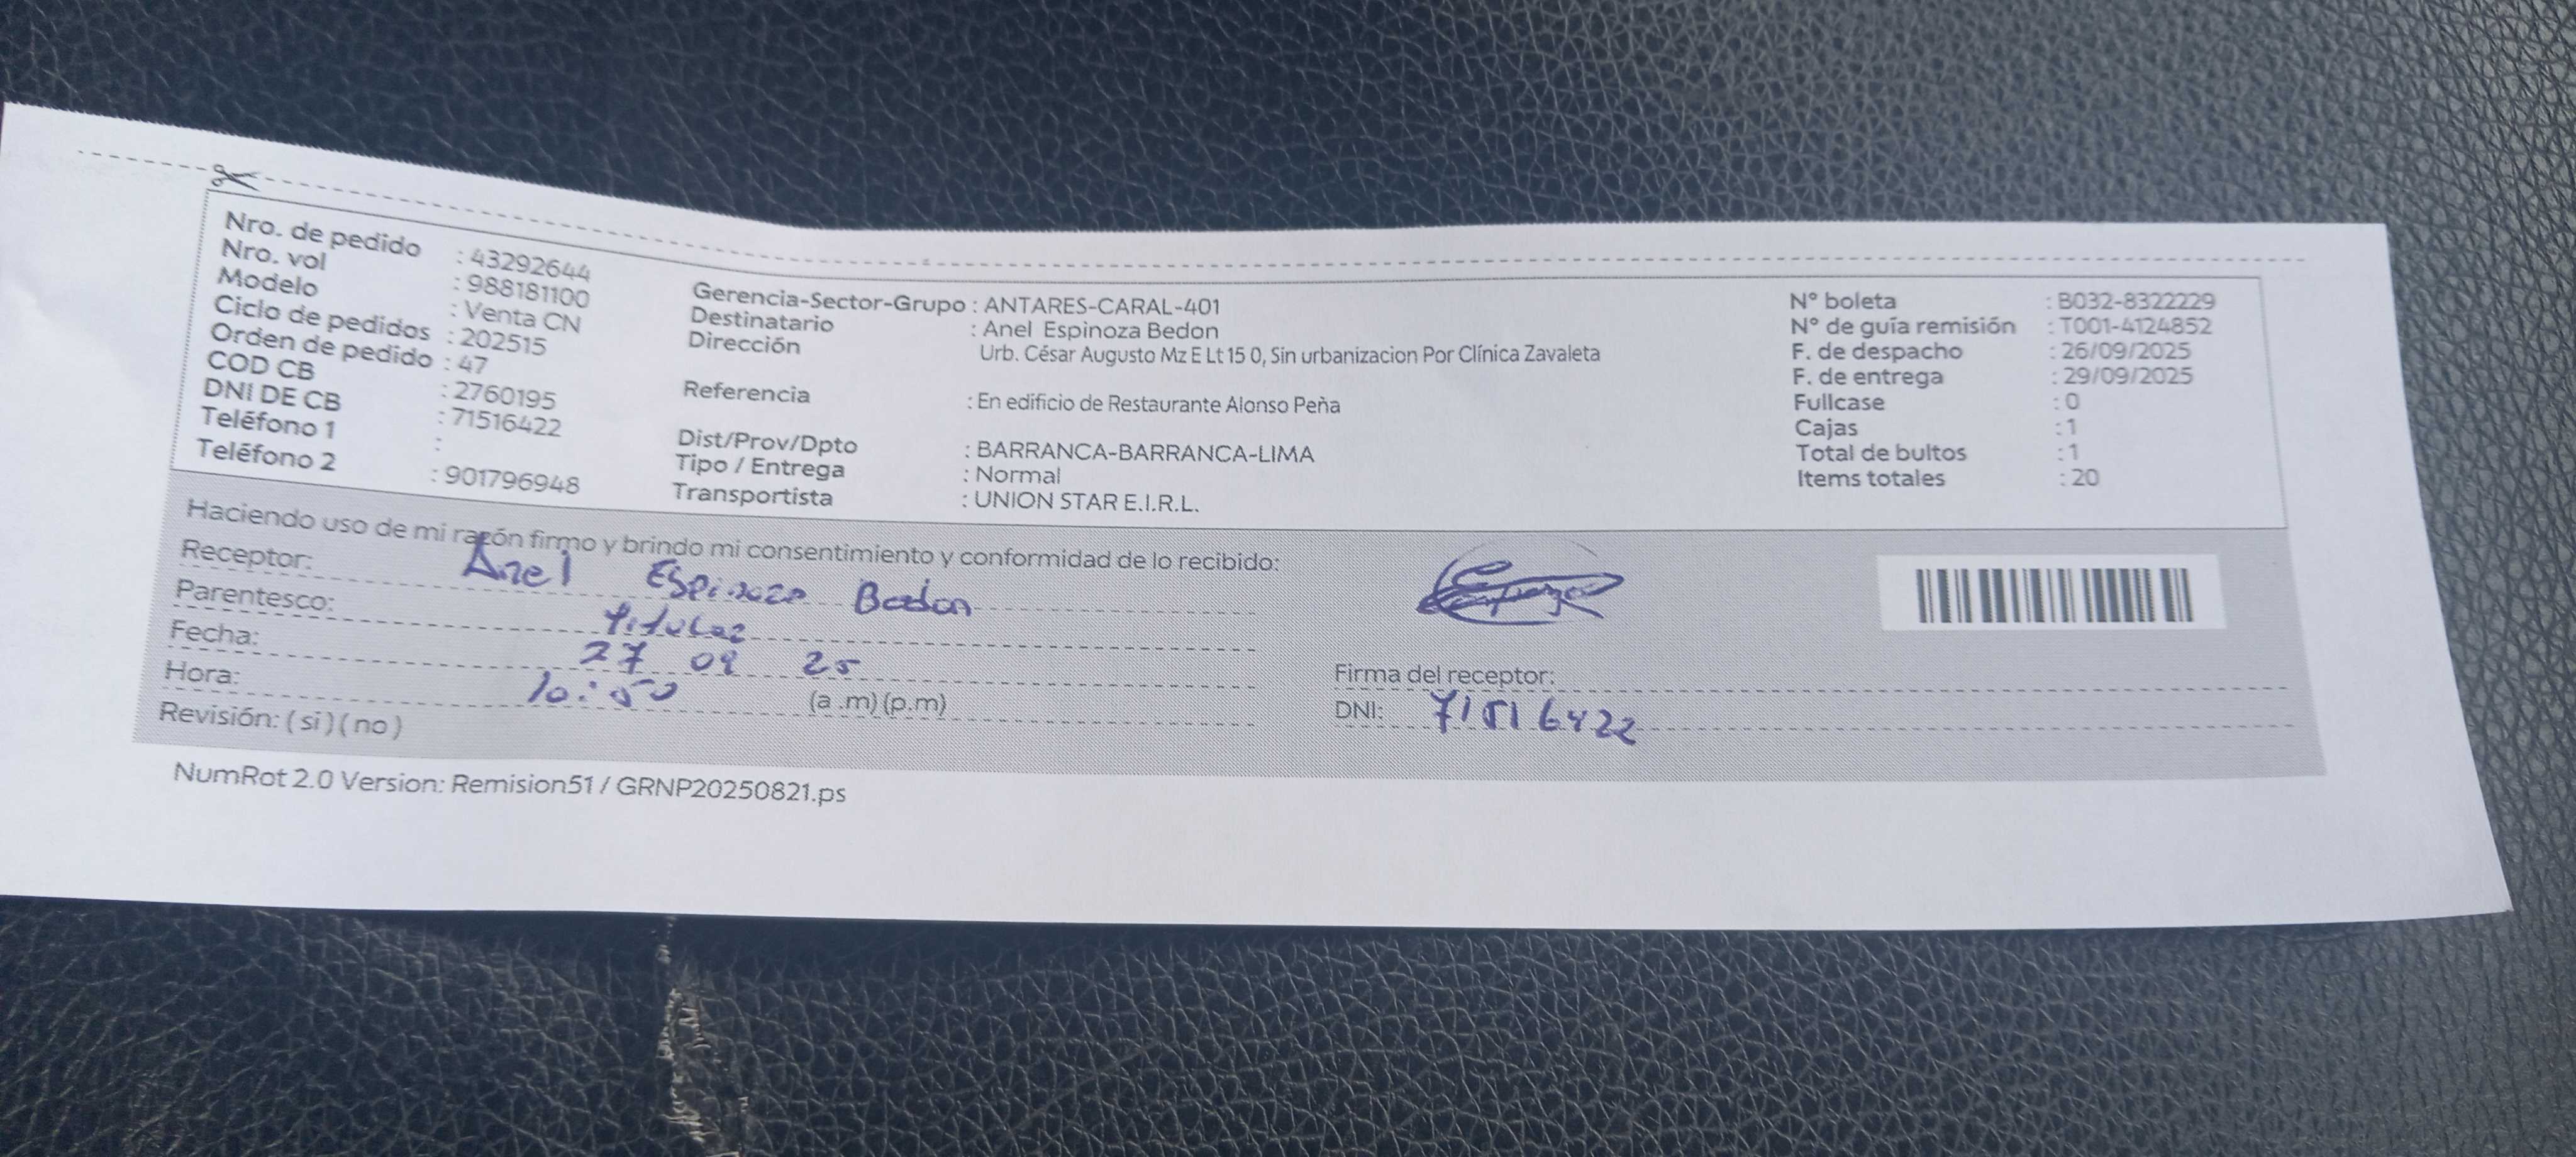 Nro. de pedido : 43292644
Nro. vol : 988181100
Modelo : Venta CN
Ciclo de pedidos : 202515
Orden de pedido : 47
COD CB : 2760195
DNI DE CB : 71516422
Teléfono 1 :
Teléfono 2 : 901796948
Gerencia-Sector-Grupo : ANTARES-CARAL-401
Destinatario : Anel Espinoza Bedon
Dirección Urb. César Augusto Mz E Lt 15 0, Sin urbanizacion Por Clínica Zavaleta
Referencia : En edificio de Restaurante Alonso Peña
Dist/Prov/Dpto : BARRANCA-BARRANCA-LIMA
Tipo / Entrega : Normal
Transportista : UNION STAR E.I.R.L.
N° boleta : B032-8322229
N° de guía remisión : T001-4124852
F. de despacho : 26/09/2025
F. de entrega : 29/09/2025
Fullcase : 0
Cajas : 1
Total de bultos : 1
Items totales : 20
Haciendo uso de mi razón firmo y brindo mi consentimiento y conformidad de lo recibido:
Receptor: Anel Espinoza Bedon
Parentesco: titular
Fecha: 27 09 25
Hora: 10:50 (a .m) (p.m)
Revisión: ( si ) ( no )
Firma del receptor:
DNI: 71516422
NumRot 2.0 Version: Remision51 / GRNP20250821.ps